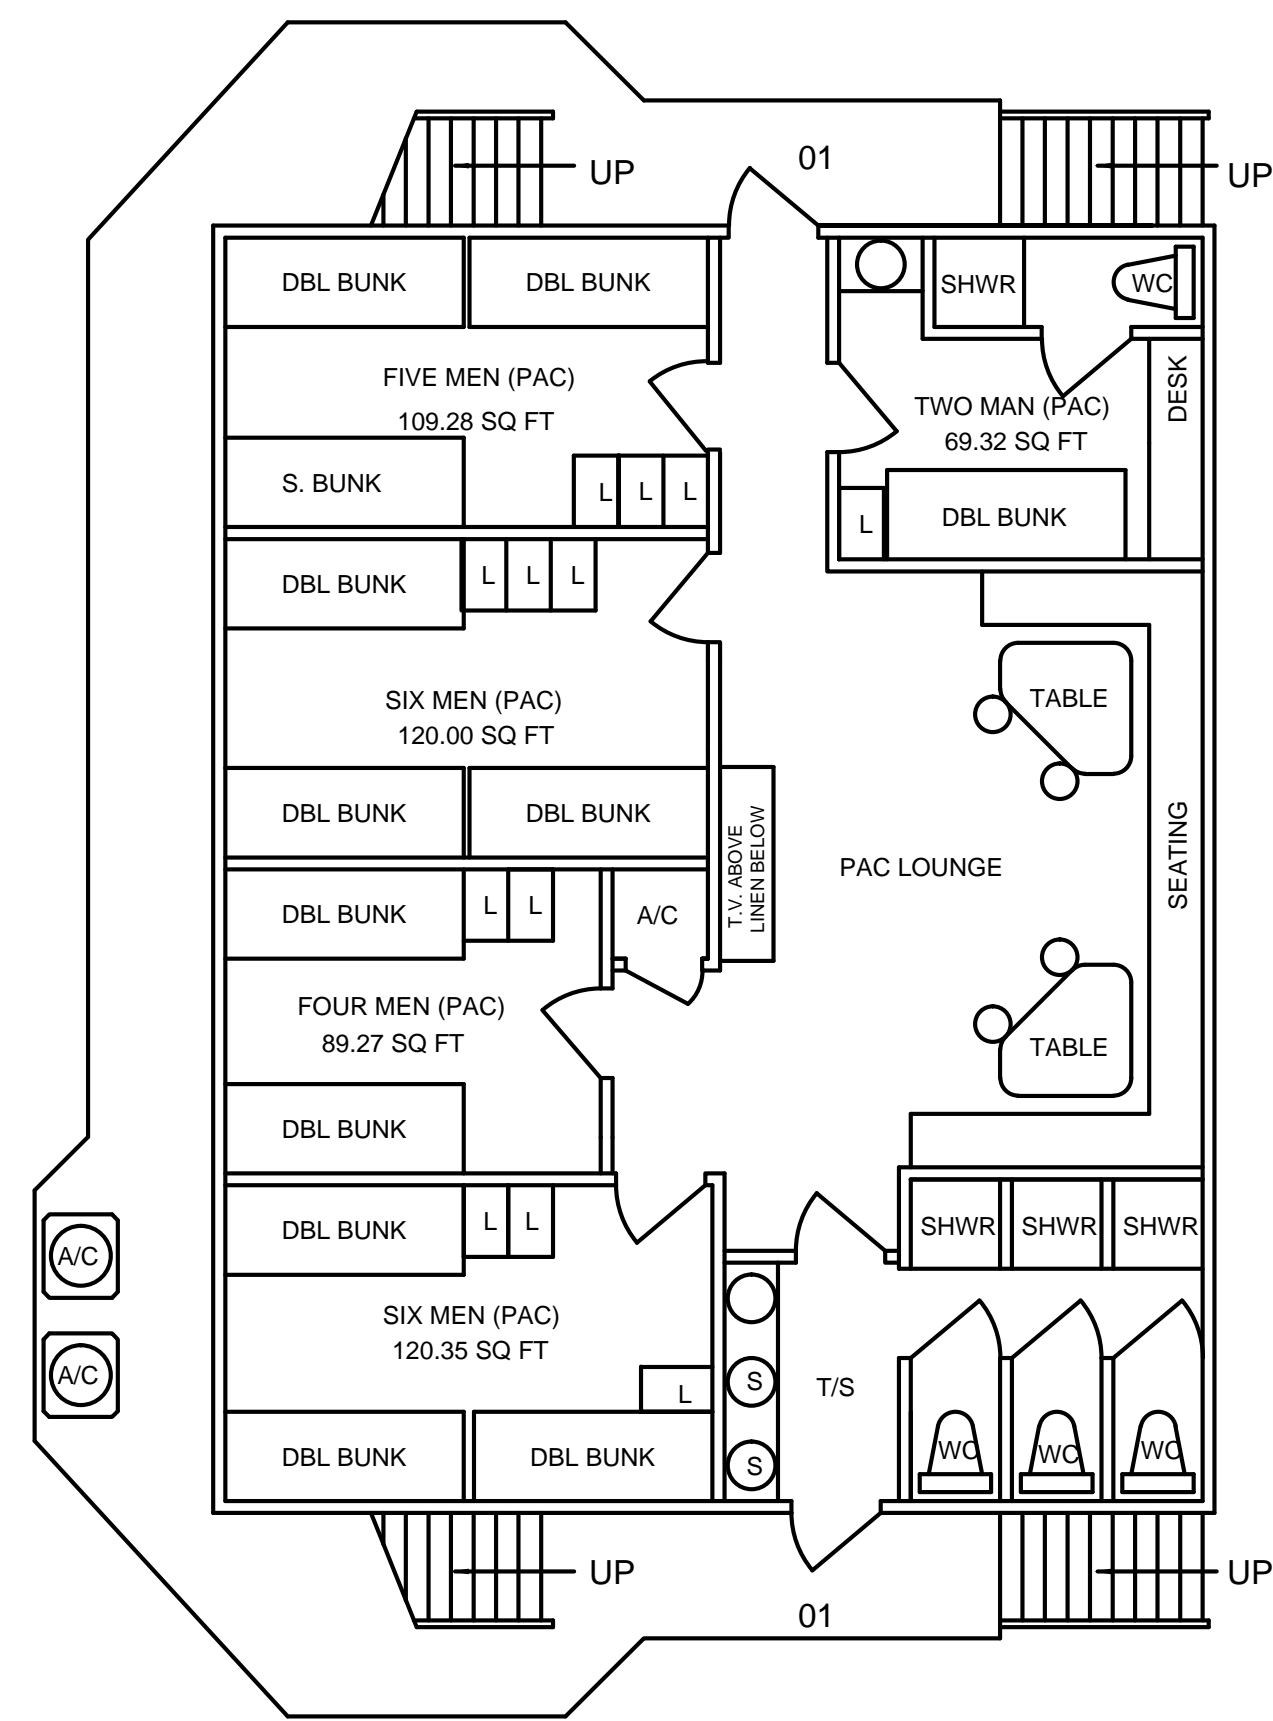 01
UP
UP
DBL BUNK
DBL BUNK
SHWR
WC
FIVE MEN (PAC)
109.28 SQ FT
TWO MAN (PAC)
69.32 SQ FT
DESK
S. BUNK
L
L
L
L
DBL BUNK
DBL BUNK
L
L
L
SIX MEN (PAC)
120.00 SQ FT
TABLE
DBL BUNK
DBL BUNK
T.V. ABOVE
LINEN BELOW
PAC LOUNGE
SEATING
DBL BUNK
L
L
A/C
FOUR MEN (PAC)
89.27 SQ FT
TABLE
DBL BUNK
DBL BUNK
L
L
SHWR
SHWR
SHWR
A/C
A/C
SIX MEN (PAC)
120.35 SQ FT
L
S
T/S
S
DBL BUNK
DBL BUNK
WC
WC
WC
UP
UP
01